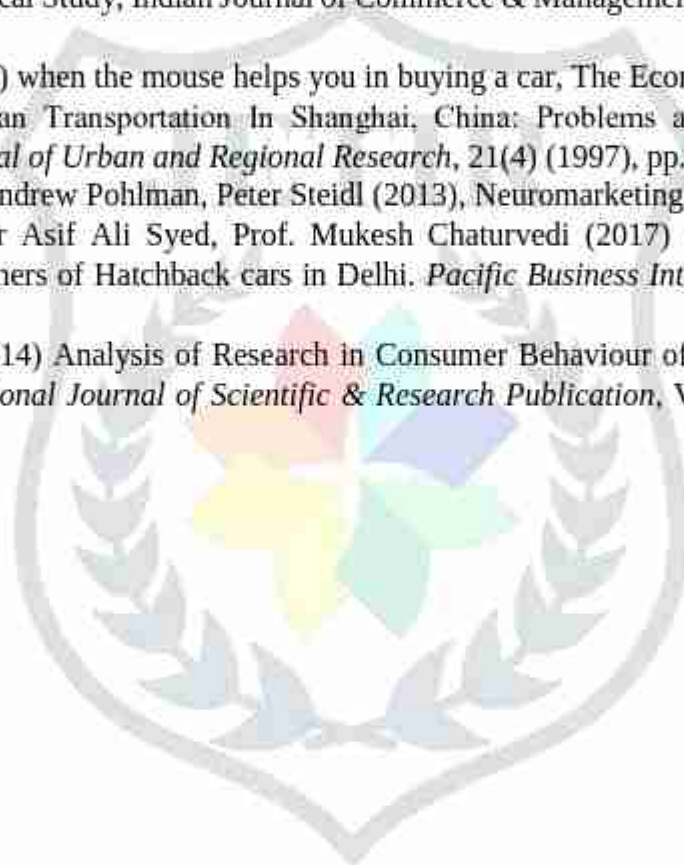 cal Study, Indian Journal of Commerce & Managemen
) when the mouse helps you in buying a car, The Econ
an Transportation In Shanghai, China: Problems a
al of Urban and Regional Research, 21(4) (1997), pp.
ndrew Pohlman, Peter Steidl (2013), Neuromarketing
r Asif Ali Syed, Prof. Mukesh Chaturvedi (2017)
ners of Hatchback cars in Delhi. Pacific Business Int
14) Analysis of Research in Consumer Behaviour of
onal Journal of Scientific & Research Publication, V